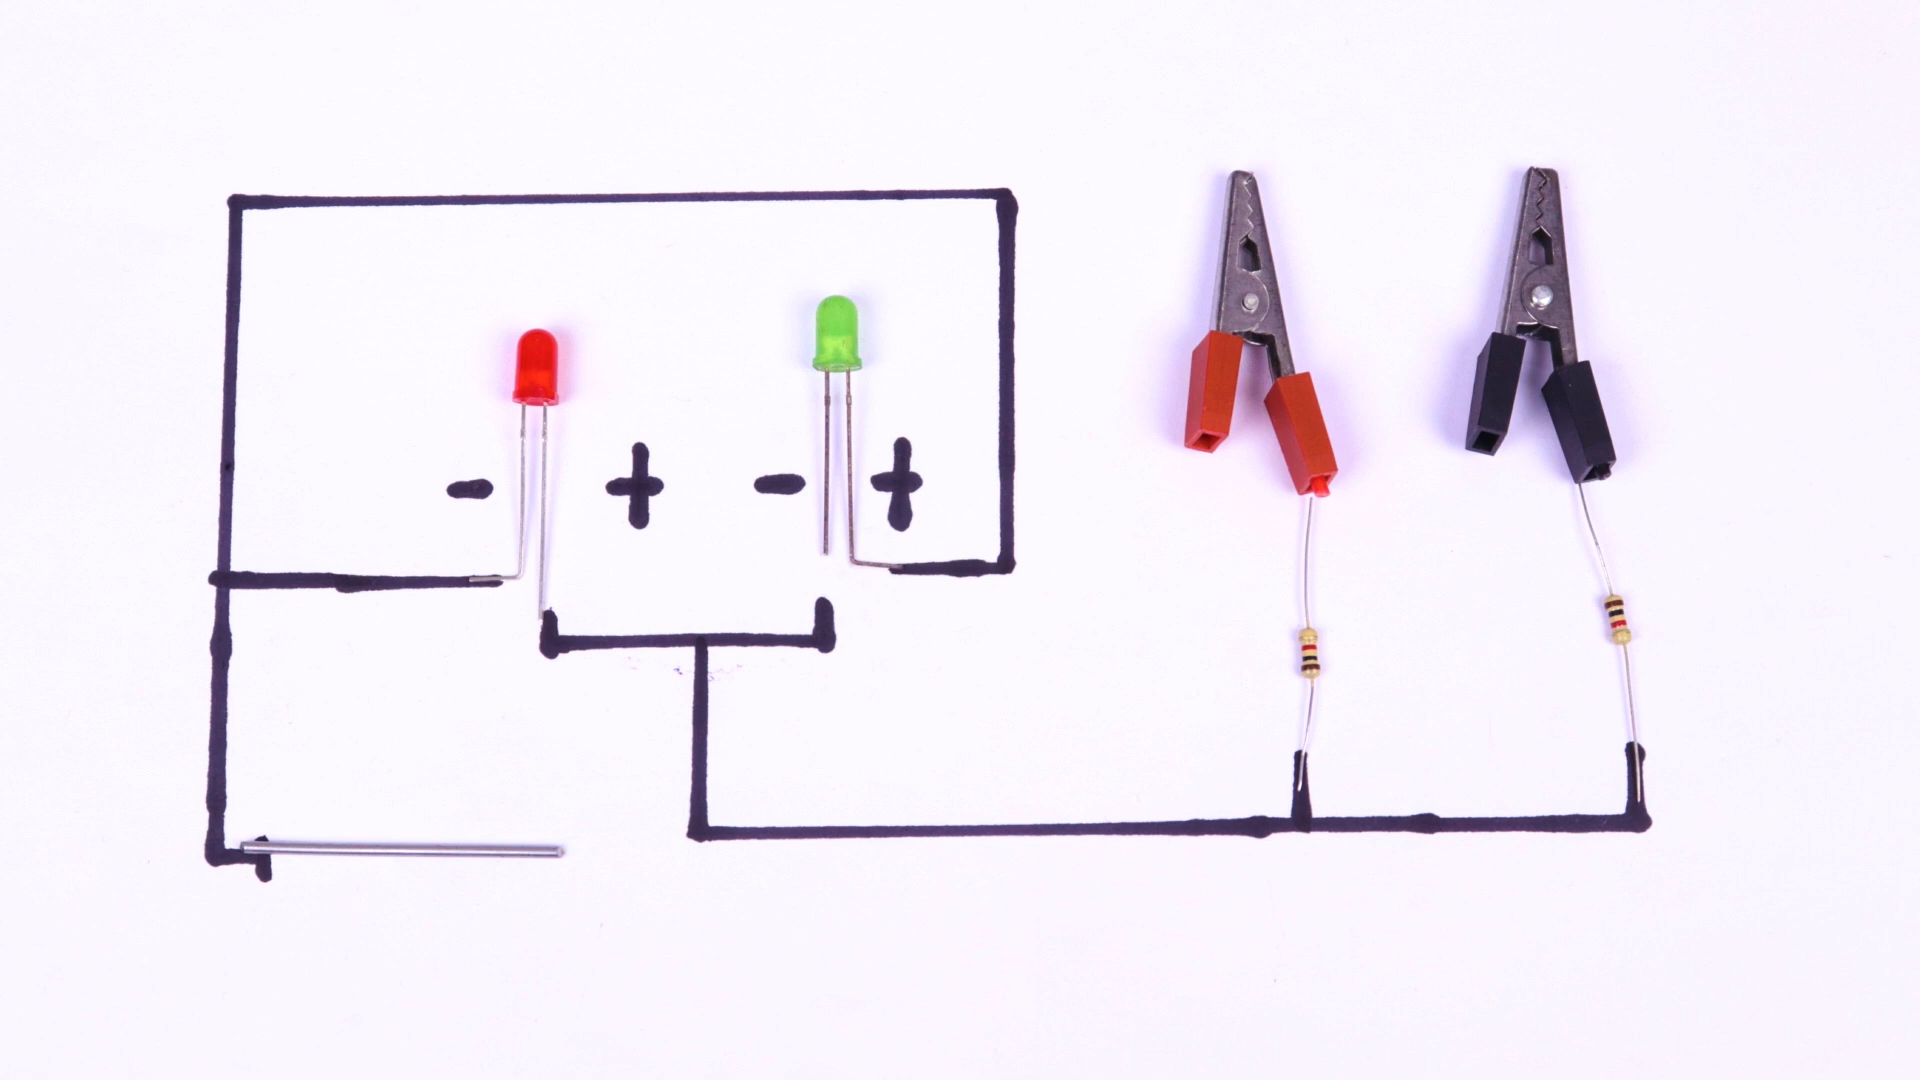 - + - +